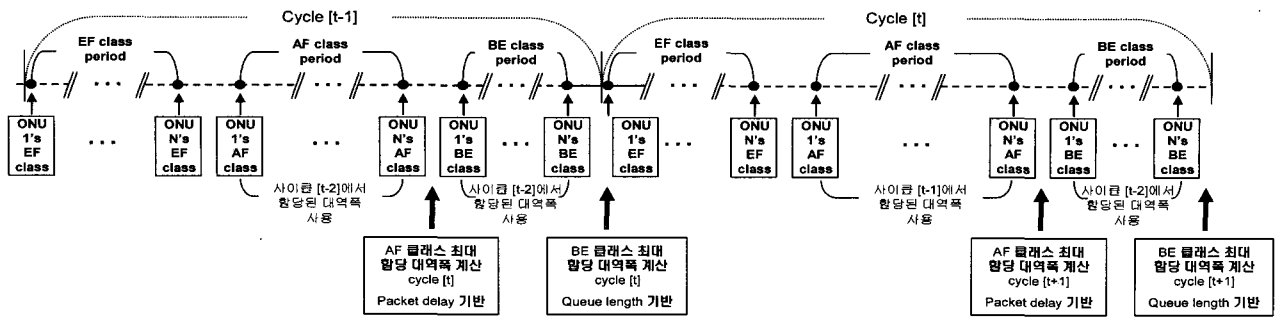 Cycle [t-1]
Cycle [t]
EF class
period
AF class
period
BE class
period
EF class
period
AF class
period
BE class
period
ONU
1's
EF
class
...
ONU
N's
EF
class
ONU
1's
AF
class
...
ONU
N's
AF
class
ONU
1's
BE
class
...
ONU
N's
BE
class
ONU
1's
EF
class
...
ONU
N's
EF
class
ONU
1's
AF
class
...
ONU
N's
AF
class
ONU
1's
BE
class
...
ONU
N's
BE
class
사이클 [t-2]에서
할당된 대역폭
사용
사이클 [t-2]에서
할당된 대역폭
사용
사이클 [t-1]에서
할당된 대역폭
사용
사이클 [t-2]에서
할당된 대역폭
사용
AF 클래스 최대
할당 대역폭 계산
cycle [t]
Packet delay 기반
BE 클래스 최대
할당 대역폭 계산
cycle [t]
Queue length 기반
AF 클래스 최대
할당 대역폭 계산
cycle [t+1]
Packet delay 기반
BE 클래스 최대
할당 대역폭 계산
cycle [t+1]
Queue length 기반